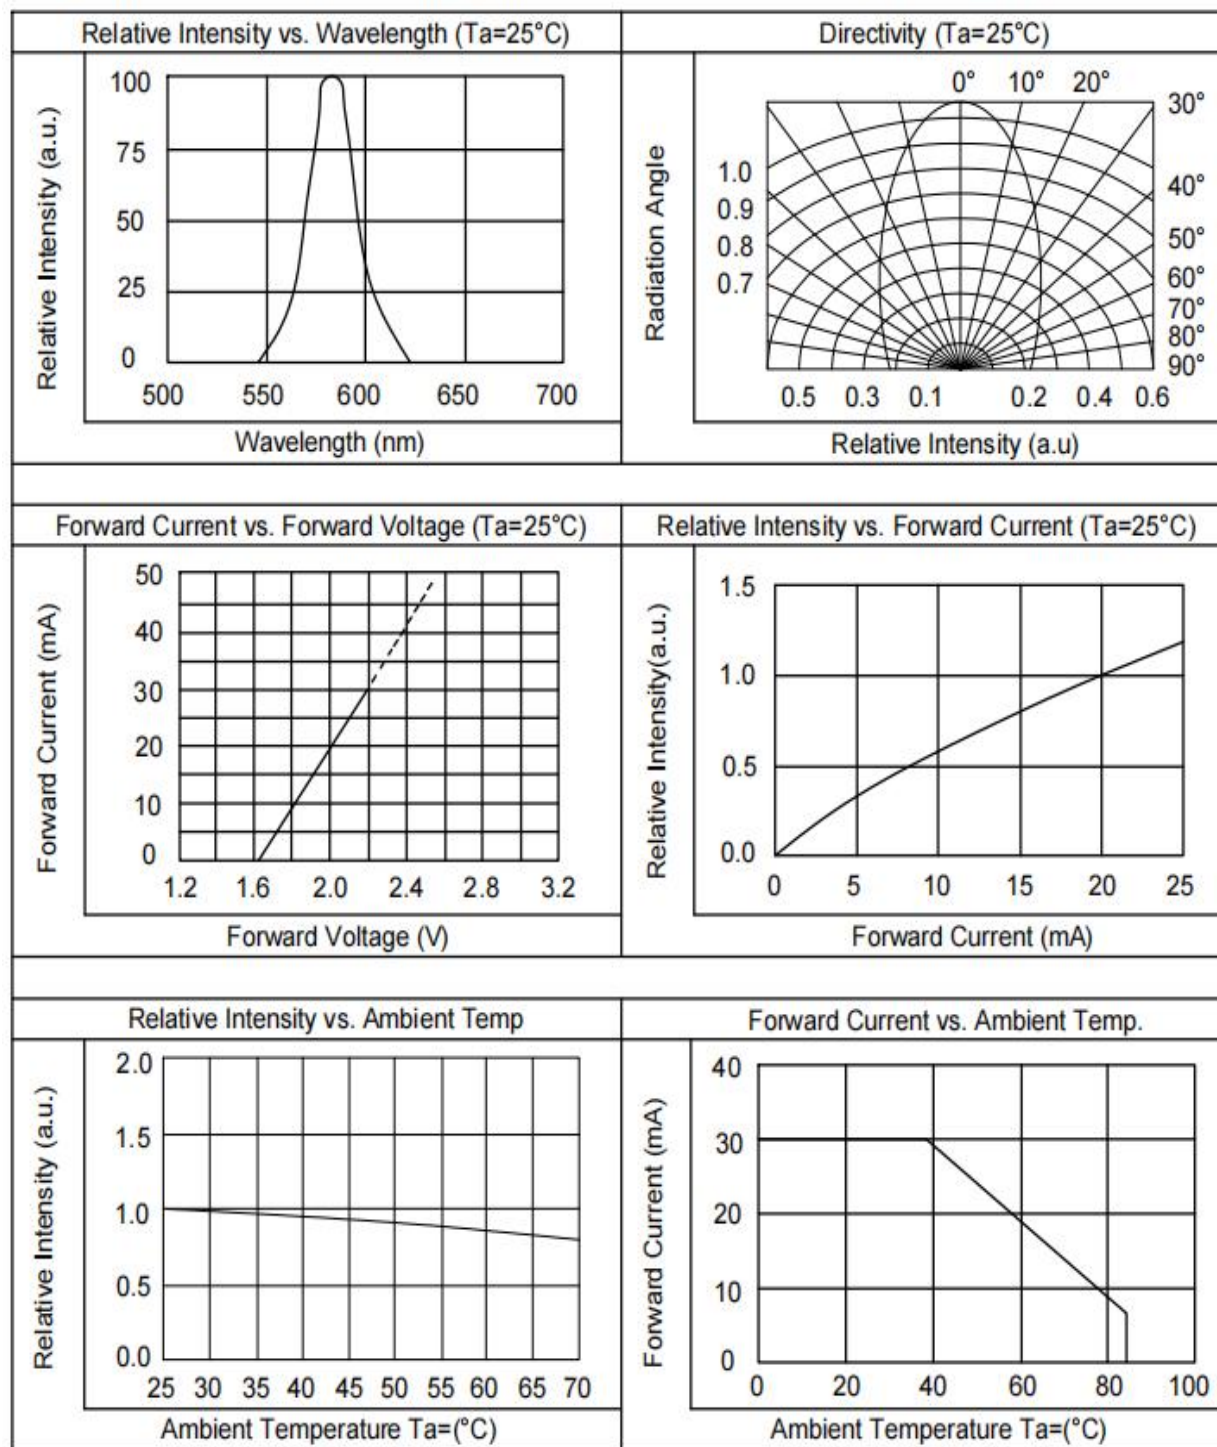 Relative Intensity vs. Wavelength (Ta=25°C)
Relative Intensity (a.u.)
100
75
50
25
0
500 550 600 650 700
Wavelength (nm)
Directivity (Ta=25°C)
Radiation Angle
0° 10° 20°
30°
40°
50°
60°
70°
80°
90°
1.0
0.9
0.8
0.7
0.5 0.3 0.1 0.2 0.4 0.6
Relative Intensity (a.u)
Forward Current vs. Forward Voltage (Ta=25°C)
Forward Current (mA)
50
40
30
20
10
0
1.2 1.6 2.0 2.4 2.8 3.2
Forward Voltage (V)
Relative Intensity vs. Forward Current (Ta=25°C)
Relative Intensity(a.u.)
1.5
1.0
0.5
0.0
0 5 10 15 20 25
Forward Current (mA)
Relative Intensity vs. Ambient Temp
Relative Intensity (a.u.)
2.0
1.5
1.0
0.5
0.0
25 30 35 40 45 50 55 60 65 70
Ambient Temperature Ta=(°C)
Forward Current vs. Ambient Temp.
Forward Current (mA)
40
30
20
10
0
0 20 40 60 80 100
Ambient Temperature Ta=(°C)